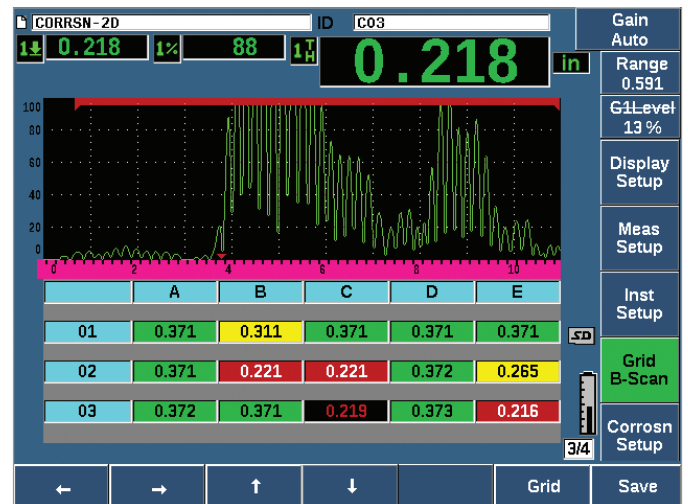 CORRSN-2D ID C03 Gain
Auto
1 0.218 1% 88 1TH 0.218 in
Range
0.591
G1Level
13 %
100
80
60
40
20
0
0 2 4 6 8 10
Display
Setup
Meas
Setup
Inst
Setup
Grid
B-Scan
Corrosn
Setup
A B C D E
01 0.371 0.311 0.371 0.371 0.371 SD
02 0.371 0.221 0.221 0.372 0.265
03 0.372 0.371 0.219 0.373 0.216
3/4
← → ↑ ↓ Grid Save